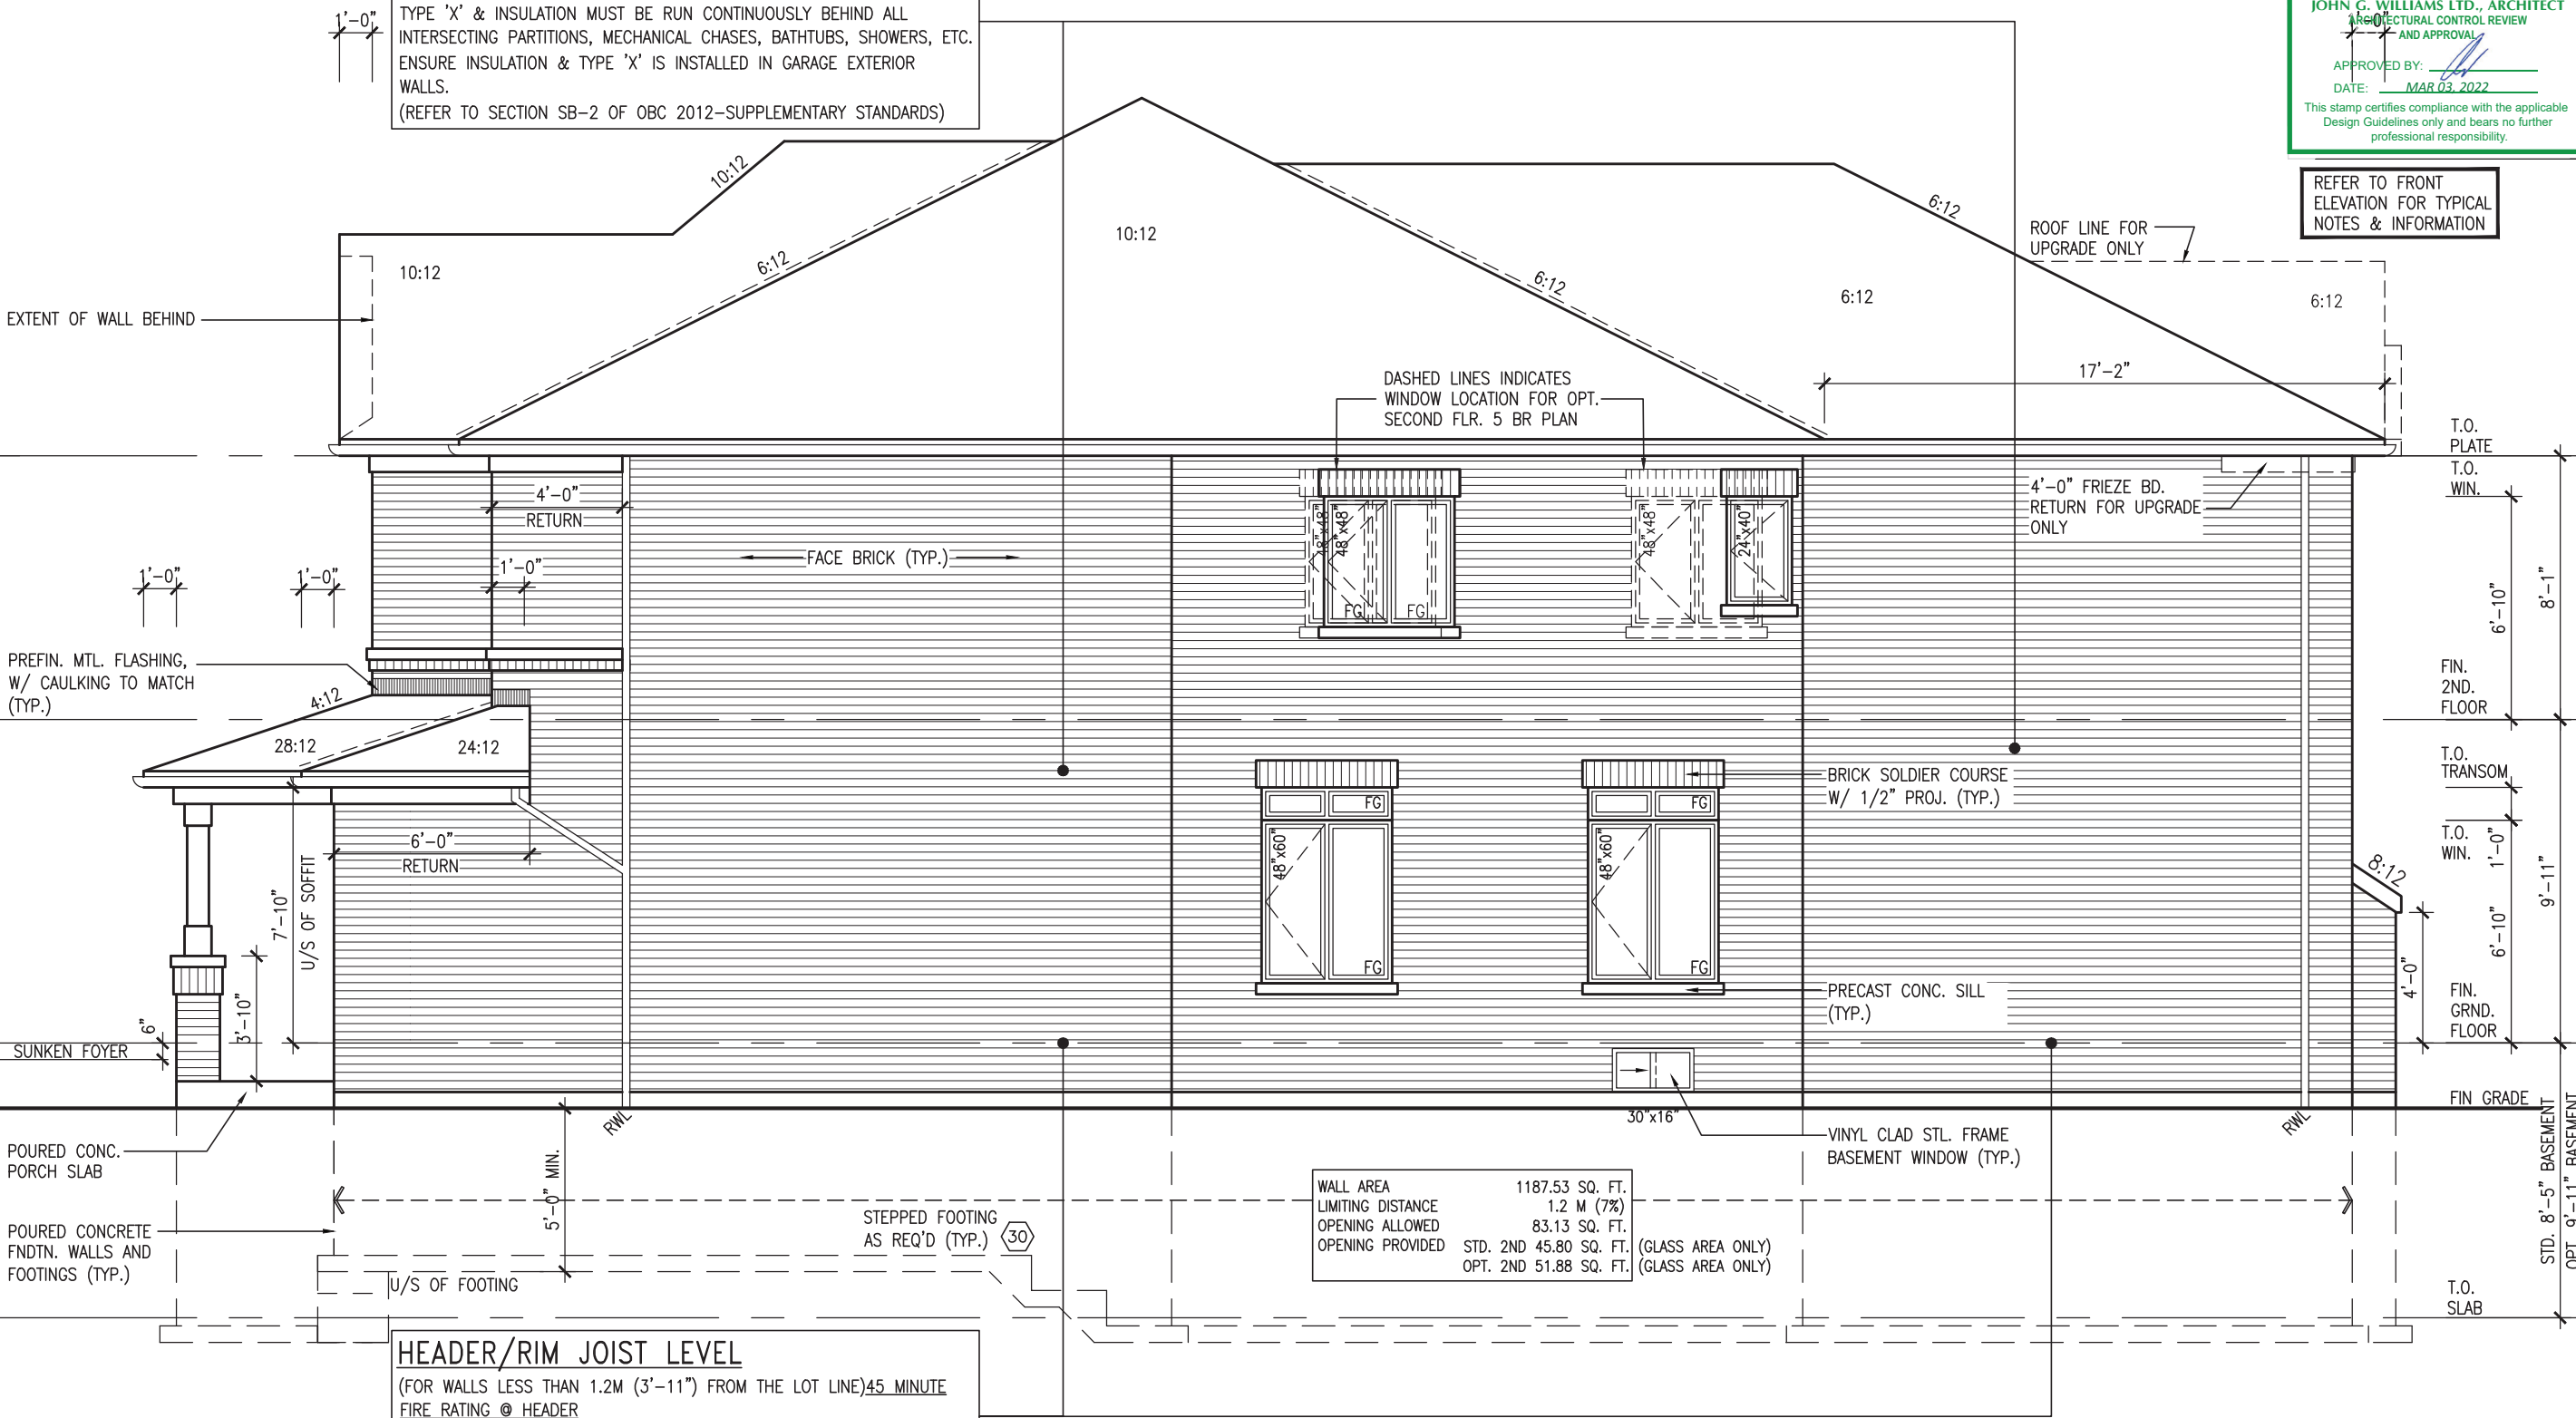 1'-0"
TYPE 'X' & INSULATION MUST BE RUN CONTINUOUSLY BEHIND ALL
INTERSECTING PARTITIONS, MECHANICAL CHASES, BATHTUBS, SHOWERS, ETC.
ENSURE INSULATION & TYPE 'X' IS INSTALLED IN GARAGE EXTERIOR
WALLS.
(REFER TO SECTION SB-2 OF OBC 2012-SUPPLEMENTARY STANDARDS)
JOHN G. WILLIAMS LTD., ARCHITECT
ARCHITECTURAL CONTROL REVIEW
AND APPROVAL
1'-0"
APPROVED BY:
DATE: MAR 03, 2022
This stamp certifies compliance with the applicable
Design Guidelines only and bears no further
professional responsibility.
REFER TO FRONT
ELEVATION FOR TYPICAL
NOTES & INFORMATION
10:12
10:12
6:12
10:12
6:12
6:12
6:12
6:12
ROOF LINE FOR
UPGRADE ONLY
EXTENT OF WALL BEHIND
DASHED LINES INDICATES
WINDOW LOCATION FOR OPT.
SECOND FLR. 5 BR PLAN
17'-2"
T.O.
PLATE
T.O.
WIN.
4'-0"
RETURN
1'-0"
1'-0"
1'-0"
FACE BRICK (TYP.)
48"x48"
48"x48"
FG
FG
48"x48"
24"x40"
4'-0" FRIEZE BD.
RETURN FOR UPGRADE
ONLY
6'-10"
8'-1"
PREFIN. MTL. FLASHING,
W/ CAULKING TO MATCH
(TYP.)
4:12
28:12
24:12
FIN.
2ND.
FLOOR
T.O.
TRANSOM
BRICK SOLDIER COURSE
W/ 1/2" PROJ. (TYP.)
6'-0"
RETURN
7'-10"
U/S OF SOFFIT
FG
48"x60"
FG
FG
48"x60"
FG
T.O.
WIN.
1'-0"
9'-11"
8:12
6'-10"
4'-0"
3'-10"
6"
SUNKEN FOYER
PRECAST CONC. SILL
(TYP.)
FIN.
GRND.
FLOOR
FIN GRADE
RWL
RWL
30"x16"
VINYL CLAD STL. FRAME
BASEMENT WINDOW (TYP.)
POURED CONC.
PORCH SLAB
5'-0" MIN.
POURED CONCRETE
FNDTN. WALLS AND
FOOTINGS (TYP.)
STEPPED FOOTING
AS REQ'D (TYP.) 30
U/S OF FOOTING
WALL AREA 1187.53 SQ. FT.
LIMITING DISTANCE 1.2 M (7%)
OPENING ALLOWED 83.13 SQ. FT.
OPENING PROVIDED STD. 2ND 45.80 SQ. FT. (GLASS AREA ONLY)
OPT. 2ND 51.88 SQ. FT. (GLASS AREA ONLY)
STD. 8'-5" BASEMENT
OPT. 9'-11" BASEMENT
T.O.
SLAB
HEADER/RIM JOIST LEVEL
(FOR WALLS LESS THAN 1.2M (3'-11") FROM THE LOT LINE)45 MINUTE
FIRE RATING @ HEADER